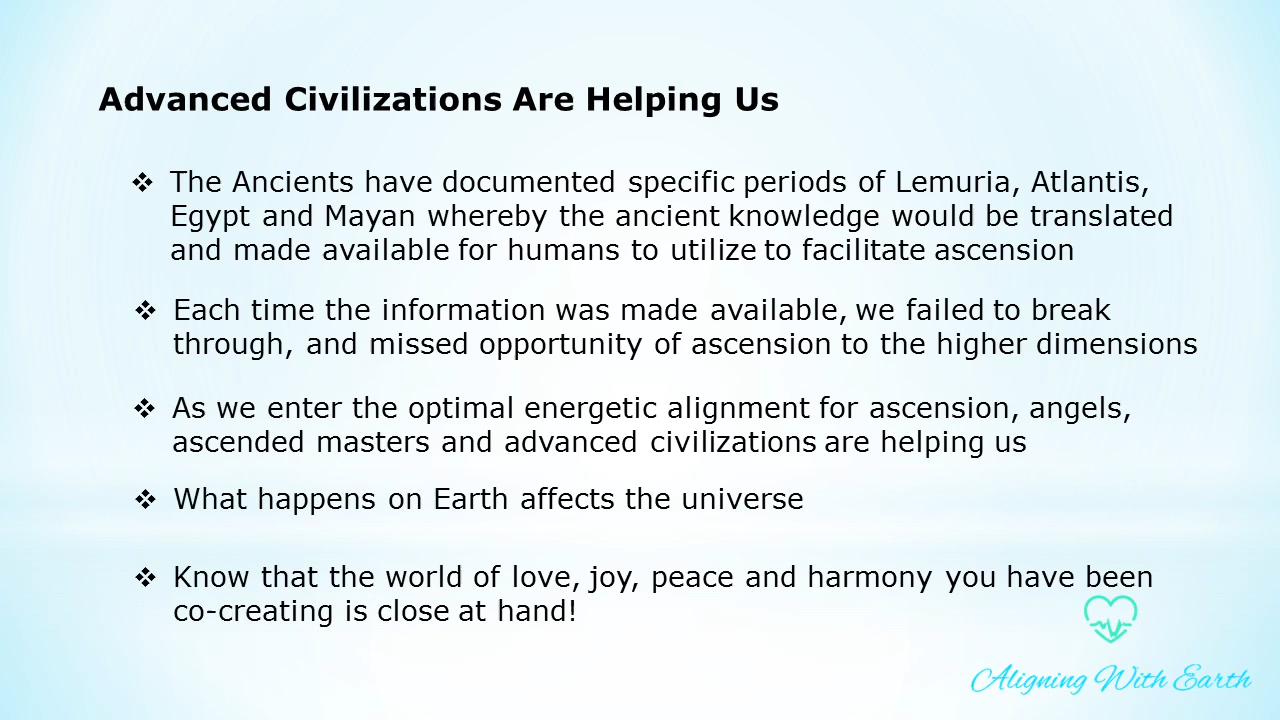 Advanced Civilizations Are Helping Us
❖ The Ancients have documented specific periods of Lemuria, Atlantis,
Egypt and Mayan whereby the ancient knowledge would be translated
and made available for humans to utilize to facilitate ascension
❖ Each time the information was made available, we failed to break
through, and missed opportunity of ascension to the higher dimensions
❖ As we enter the optimal energetic alignment for ascension, angels,
ascended masters and advanced civilizations are helping us
❖ What happens on Earth affects the universe
❖ Know that the world of love, joy, peace and harmony you have been
co-creating is close at hand!
Aligning With Earth